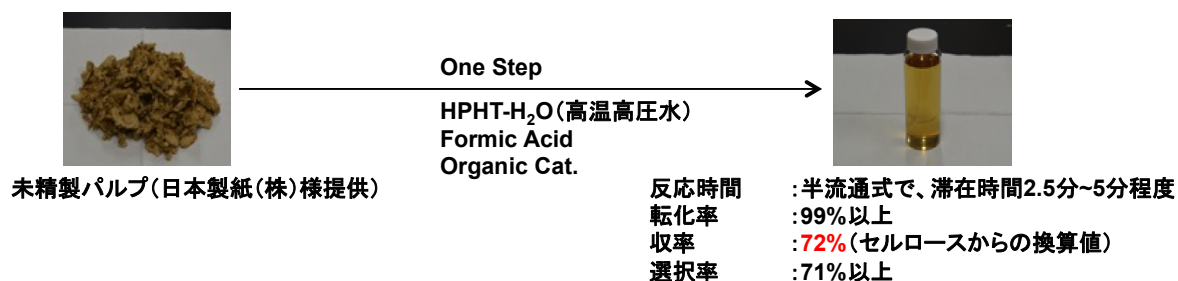 One Step
HPHT-H₂O(高温高圧水)
Formic Acid
Organic Cat.
未精製パルプ(日本製紙(株)様提供)
反応時間 :半流通式で、滞在時間2.5分~5分程度
転化率 :99%以上
収率 :72%(セルロースからの換算値)
選択率 :71%以上